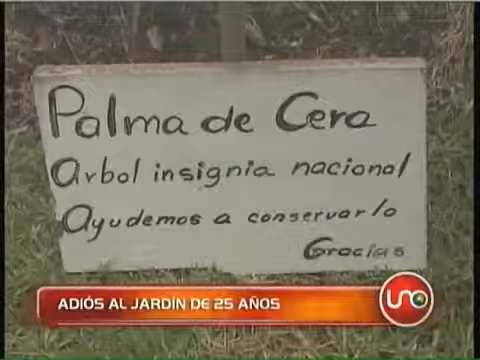 Palma de Cera
Arbol insignia nacional
Ayudemos a conservarlo
Gracias
ADIÓS AL JARDÍN DE 25 AÑOS
uno